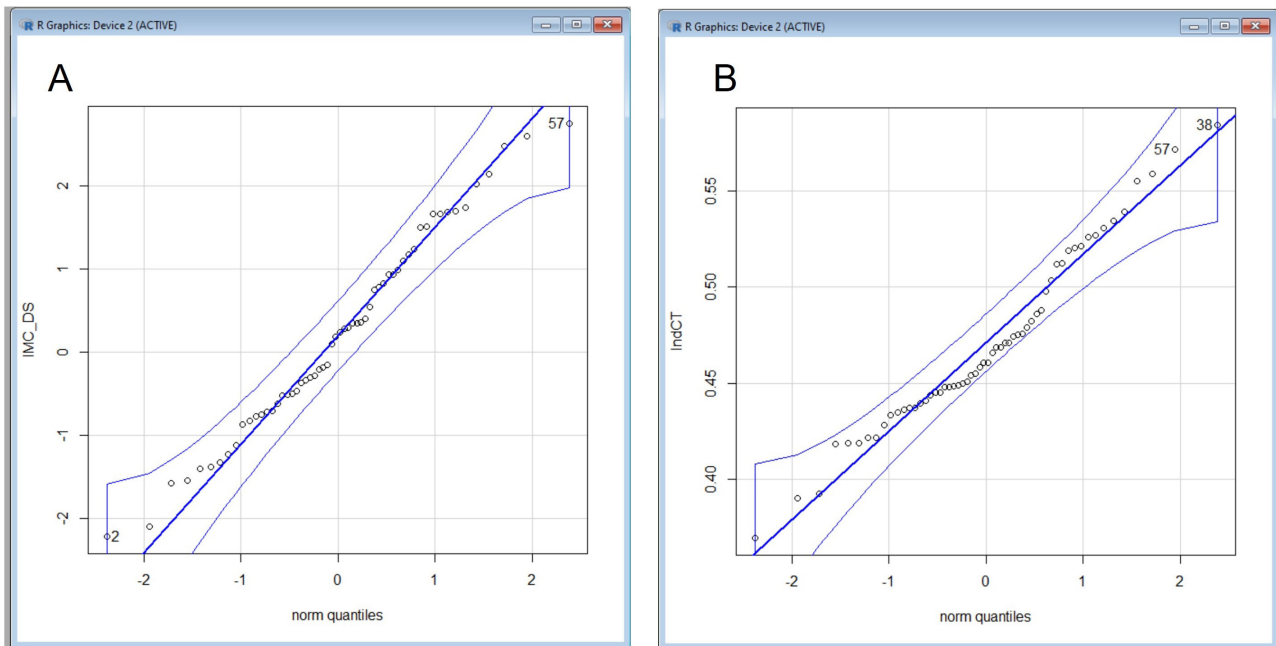 R Graphics: Device 2 (ACTIVE)
A
57
2
1
0
-1
-2
2
-2
-1
0
1
2
IMC_DS
norm quantiles
R Graphics: Device 2 (ACTIVE)
B
38
57
0.55
0.50
0.45
0.40
-2
-1
0
1
2
IndCT
norm quantiles